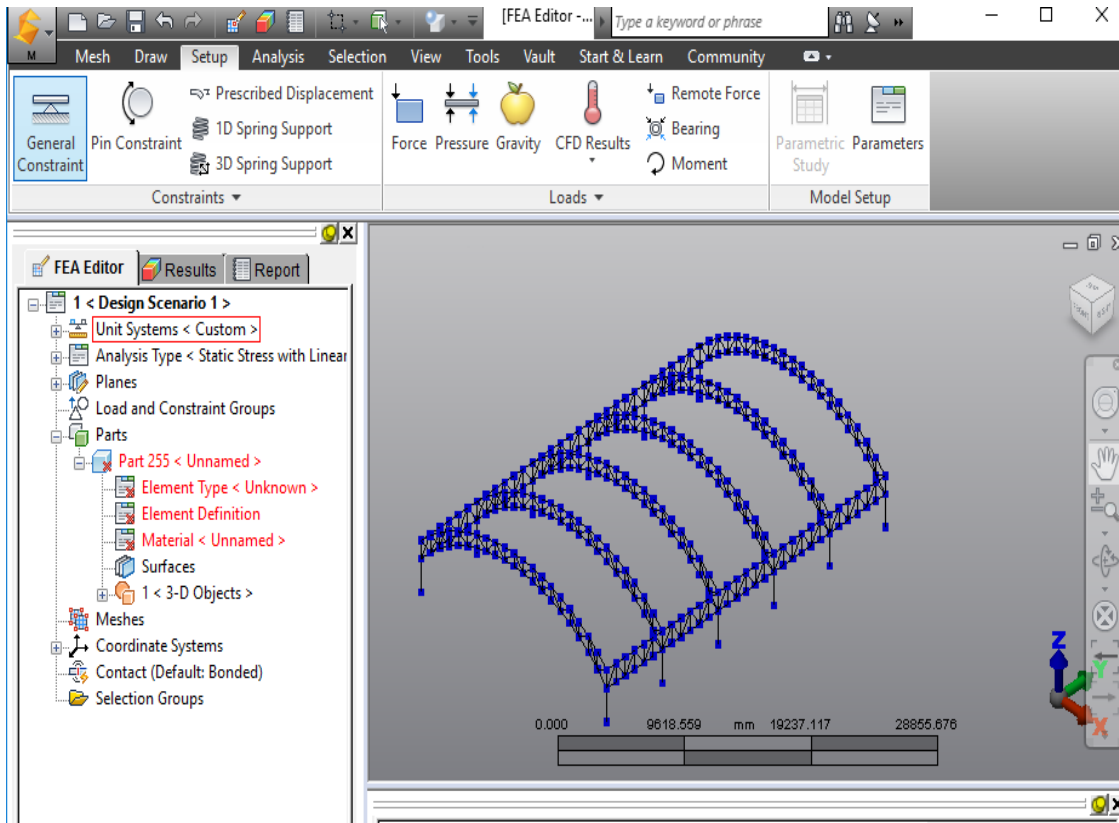 [FEA Editor -...
Type a keyword or phrase
M
Mesh Draw Setup Analysis Selection View Tools Vault Start & Learn Community
General Constraint
Pin Constraint
Prescribed Displacement
1D Spring Support
3D Spring Support
Constraints
Force Pressure Gravity CFD Results
Remote Force
Bearing
Moment
Loads
Parametric Study
Parameters
Model Setup
FEA Editor Results Report
1 < Design Scenario 1 >
Unit Systems < Custom >
Analysis Type < Static Stress with Linear
Planes
Load and Constraint Groups
Parts
Part 255 < Unnamed >
Element Type < Unknown >
Element Definition
Material < Unnamed >
Surfaces
1 < 3-D Objects >
Meshes
Coordinate Systems
Contact (Default: Bonded)
Selection Groups
Z
Y
X
0.000 9618.559 mm 19237.117 28855.676